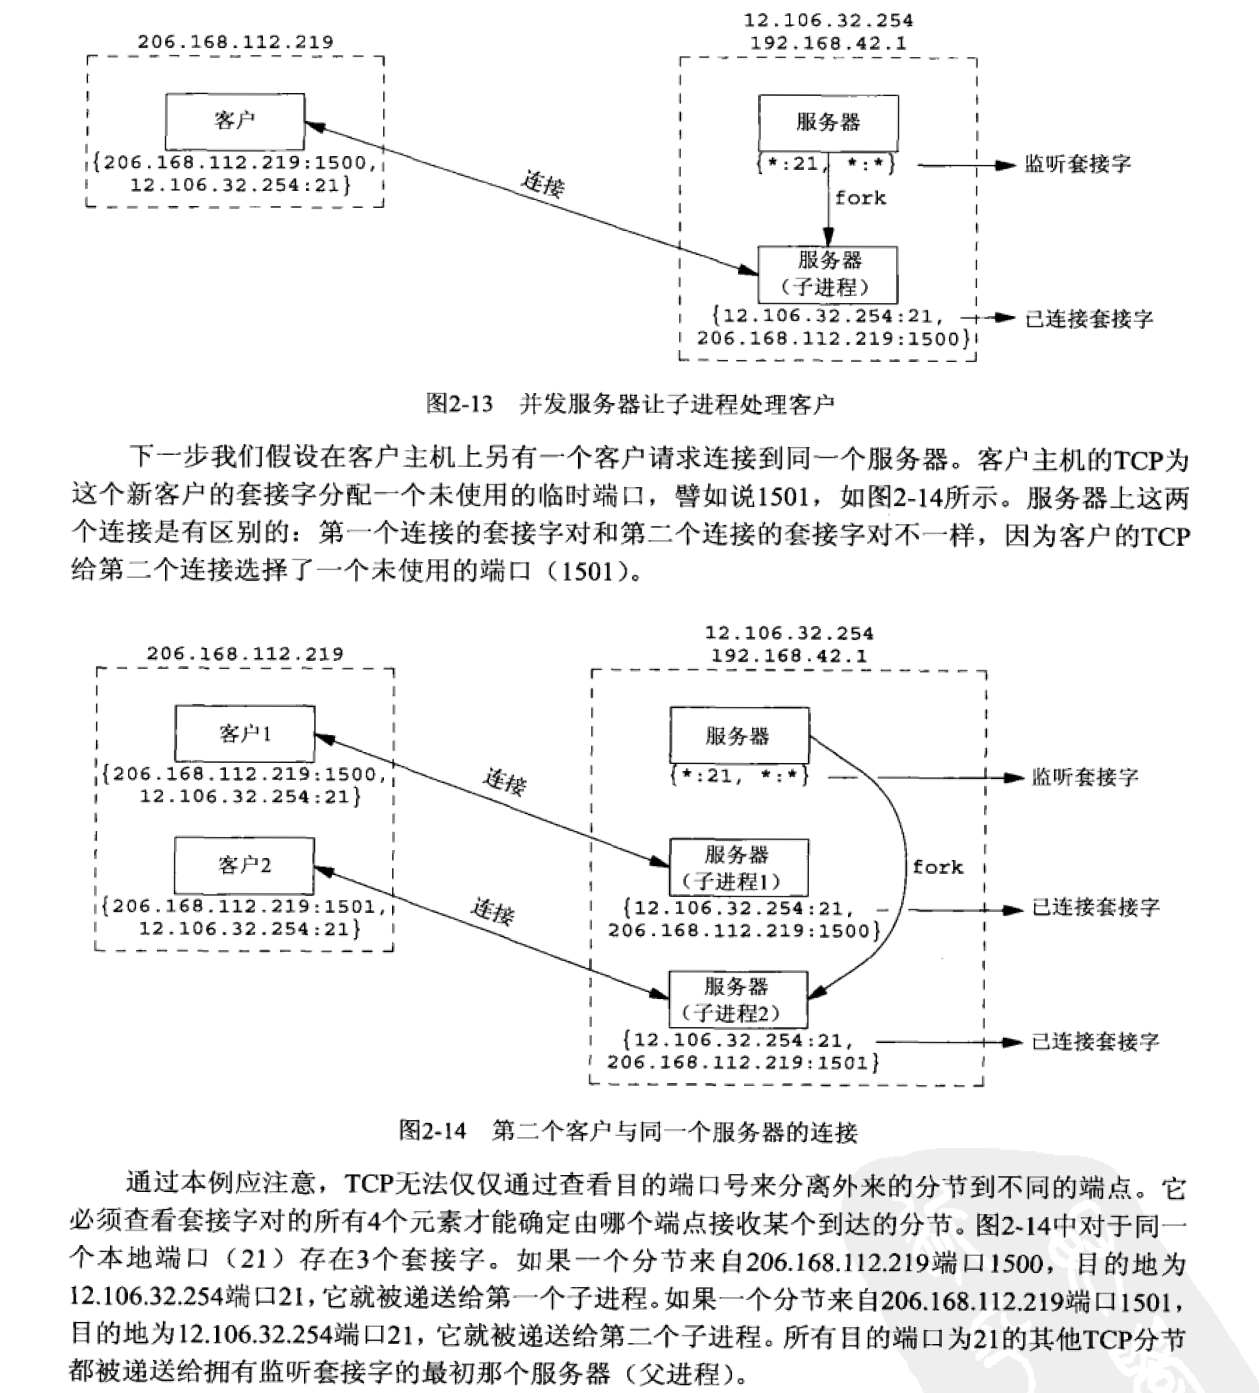 206.168.112.219
12.106.32.254
192.168.42.1
客户
{206.168.112.219:1500,
12.106.32.254:21}
连接
服务器
{*:21, *:*}
监听套接字
fork
服务器
（子进程）
{12.106.32.254:21,
206.168.112.219:1500}
已连接套接字
图2-13 并发服务器让子进程处理客户
下一步我们假设在客户主机上另有一个客户请求连接到同一个服务器。客户主机的TCP为
这个新客户的套接字分配一个未使用的临时端口，譬如说1501，如图2-14所示。服务器上这两
个连接是有区别的：第一个连接的套接字对和第二个连接的套接字对不一样，因为客户的TCP
给第二个连接选择了一个未使用的端口（1501）。
206.168.112.219
12.106.32.254
192.168.42.1
客户1
{206.168.112.219:1500,
12.106.32.254:21}
客户2
{206.168.112.219:1501,
12.106.32.254:21}
连接
连接
服务器
{*:21, *:*}
监听套接字
fork
服务器
（子进程1）
{12.106.32.254:21,
206.168.112.219:1500}
已连接套接字
服务器
（子进程2）
{12.106.32.254:21,
206.168.112.219:1501}
已连接套接字
图2-14 第二个客户与同一个服务器的连接
通过本例应注意，TCP无法仅仅通过查看目的端口号来分离外来的分节到不同的端点。它
必须查看套接字对的所有4个元素才能确定由哪个端点接收某个到达的分节。图2-14中对于同一
个本地端口（21）存在3个套接字。如果一个分节来自206.168.112.219端口1500，目的地为
12.106.32.254端口21，它就被递送给第一个子进程。如果一个分节来自206.168.112.219端口1501，
目的地为12.106.32.254端口21，它就被递送给第二个子进程。所有目的端口为21的其他TCP分节
都被递送给拥有监听套接字的最初那个服务器（父进程）。